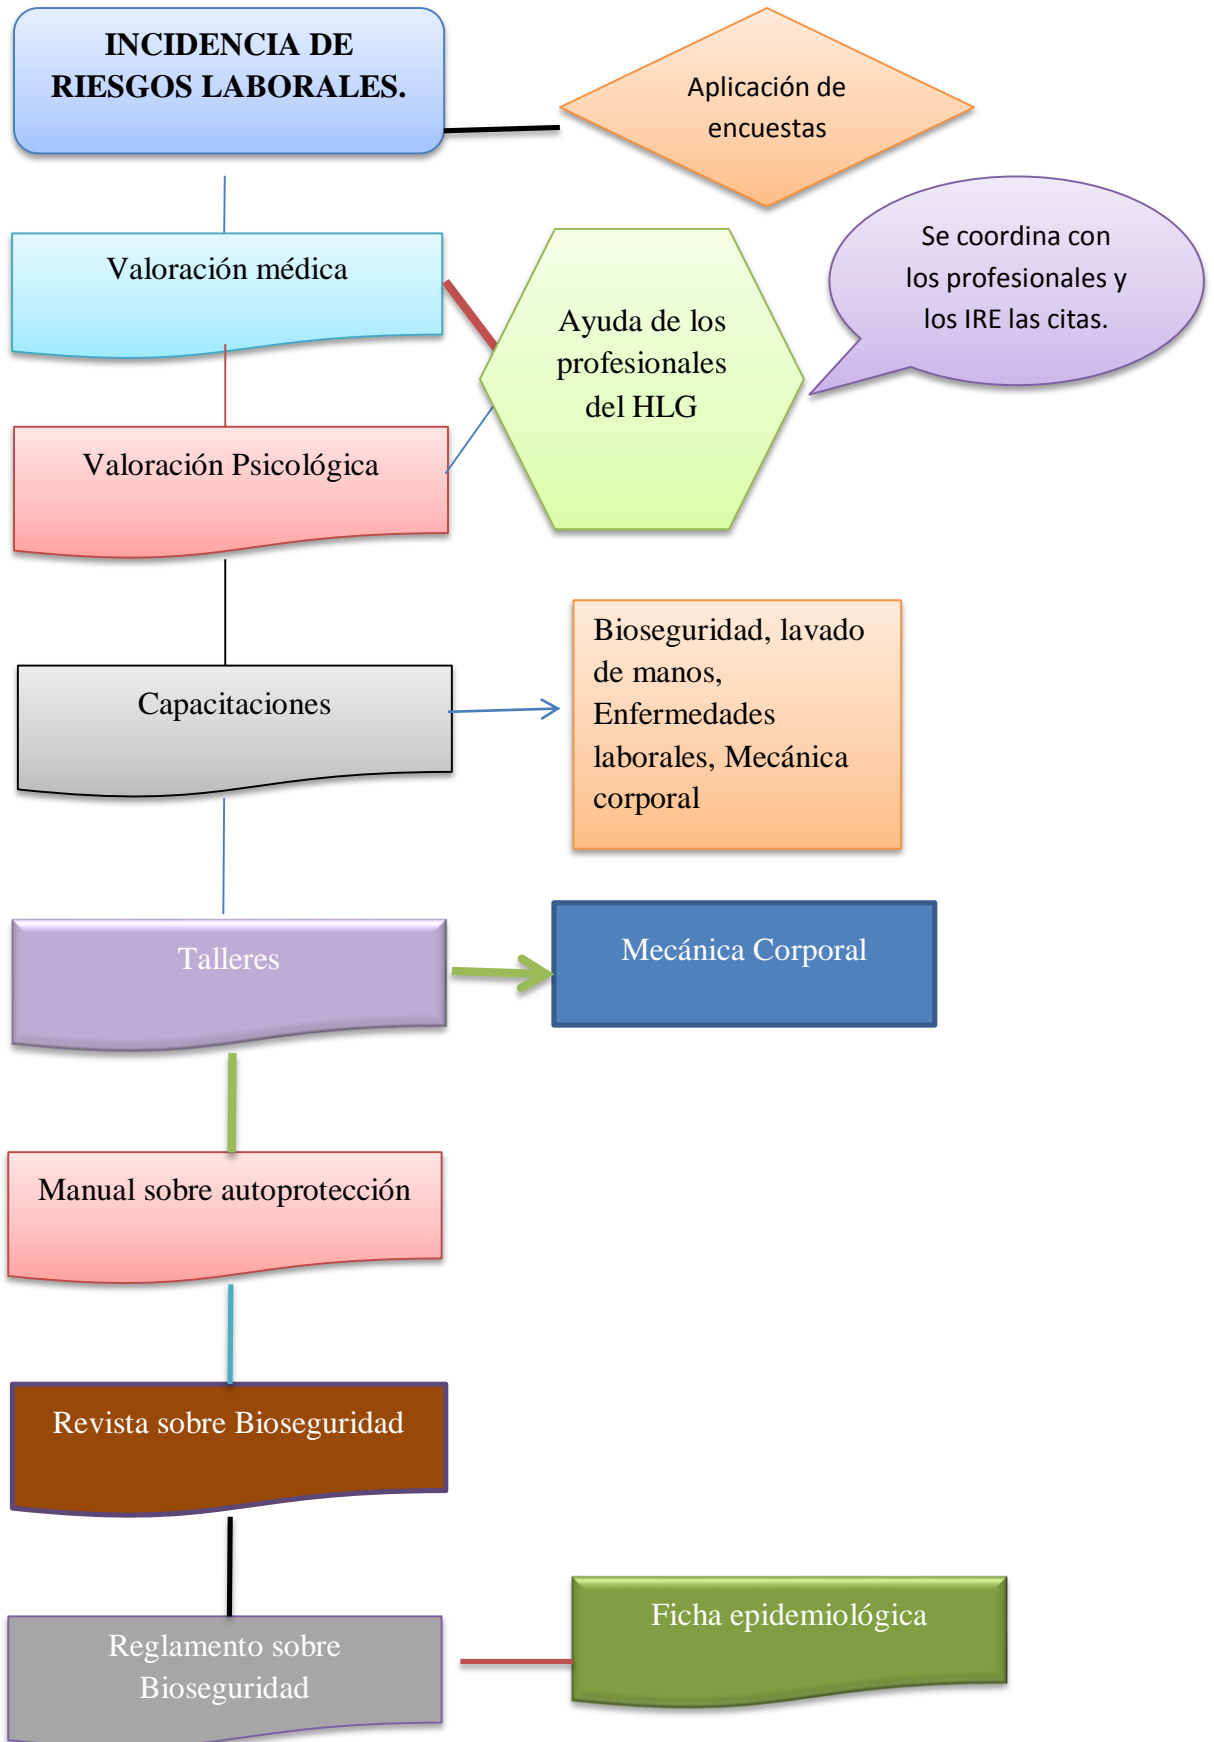 INCIDENCIA DE
RIESGOS LABORALES.
Aplicación de
encuestas
Valoración médica
Ayuda de los
profesionales
del HLG
Se coordina con
los profesionales y
los IRE las citas.
Valoración Psicológica
Capacitaciones
Bioseguridad, lavado
de manos,
Enfermedades
laborales, Mecánica
corporal
Talleres
Mecánica Corporal
Manual sobre autoprotección
Revista sobre Bioseguridad
Reglamento sobre
Bioseguridad
Ficha epidemiológica